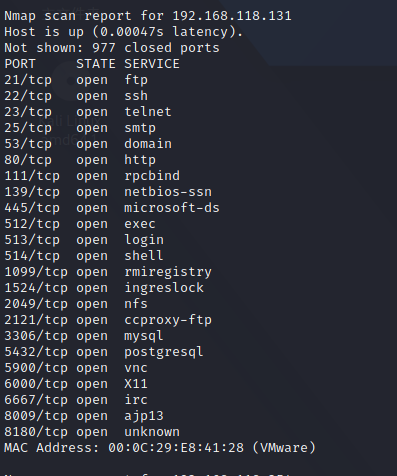 Nmap scan report for 192.168.118.131
Host is up (0.00047s latency).
Not shown: 977 closed ports
PORT     STATE SERVICE
21/tcp   open  ftp
22/tcp   open  ssh
23/tcp   open  telnet
25/tcp   open  smtp
53/tcp   open  domain
80/tcp   open  http
111/tcp  open  rpcbind
139/tcp  open  netbios-ssn
445/tcp  open  microsoft-ds
512/tcp  open  exec
513/tcp  open  login
514/tcp  open  shell
1099/tcp open  rmiregistry
1524/tcp open  ingreslock
2049/tcp open  nfs
2121/tcp open  ccproxy-ftp
3306/tcp open  mysql
5432/tcp open  postgresql
5900/tcp open  vnc
6000/tcp open  X11
6667/tcp open  irc
8009/tcp open  ajp13
8180/tcp open  unknown
MAC Address: 00:0C:29:E8:41:28 (VMware)